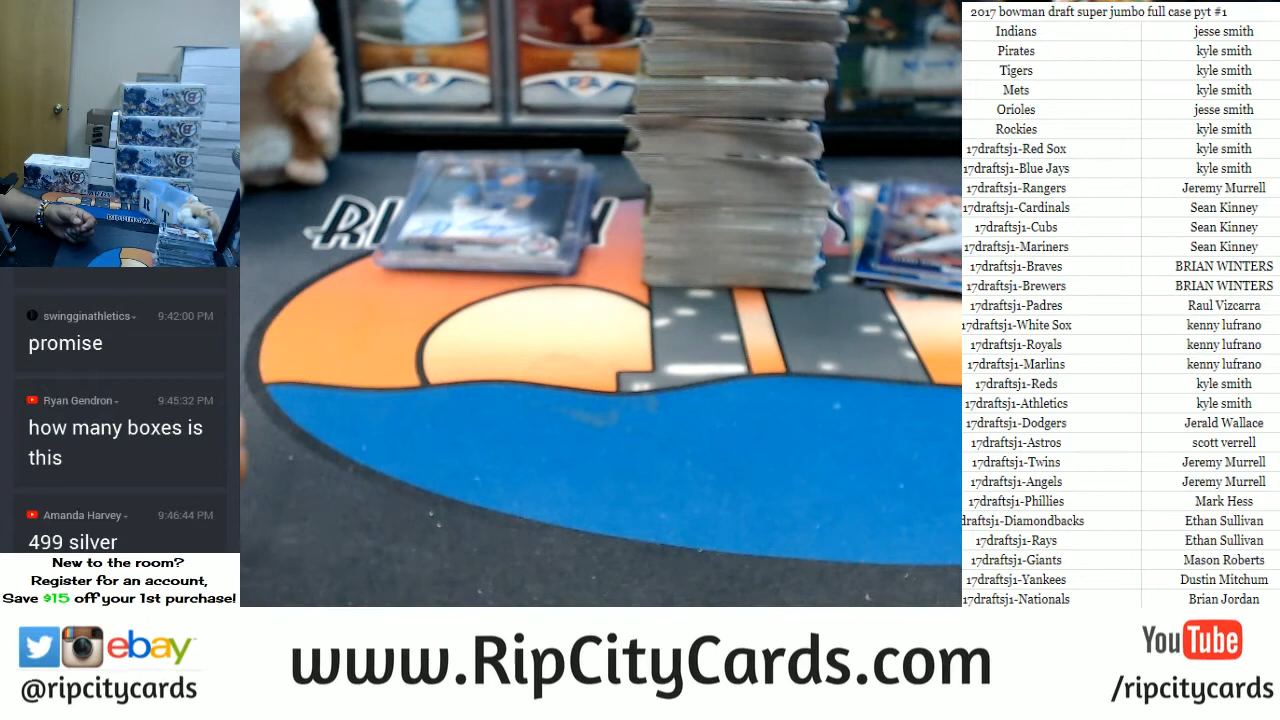 swingginathletics 9:42:00 PM
promise
Ryan Gendron 9:45:32 PM
how many boxes is
this
Amanda Harvey 9:46:44 PM
499 silver
New to the room?
Register for an account,
Save $15 off your 1st purchase!
2017 bowman draft super jumbo full case pyt #1
Indians jesse smith
Pirates kyle smith
Tigers kyle smith
Mets kyle smith
Orioles jesse smith
Rockies kyle smith
17draftsj1-Red Sox kyle smith
17draftsj1-Blue Jays kyle smith
17draftsj1-Rangers Jeremy Murrell
17draftsj1-Cardinals Sean Kinney
17draftsj1-Cubs Sean Kinney
17draftsj1-Mariners Sean Kinney
17draftsj1-Braves BRIAN WINTERS
17draftsj1-Brewers BRIAN WINTERS
17draftsj1-Padres Raul Vizcarra
17draftsj1-White Sox kenny lufrano
17draftsj1-Royals kenny lufrano
17draftsj1-Marlins kenny lufrano
17draftsj1-Reds kyle smith
17draftsj1-Athletics kyle smith
17draftsj1-Dodgers Jerald Wallace
17draftsj1-Astros scott verrell
17draftsj1-Twins Jeremy Murrell
17draftsj1-Angels Jeremy Murrell
17draftsj1-Phillies Mark Hess
draftsj1-Diamondbacks Ethan Sullivan
17draftsj1-Rays Ethan Sullivan
17draftsj1-Giants Mason Roberts
17draftsj1-Yankees Dustin Mitchum
17draftsj1-Nationals Brian Jordan
ebay
@ripcitycards
www.RipCityCards.com
YouTube
/ripcitycards